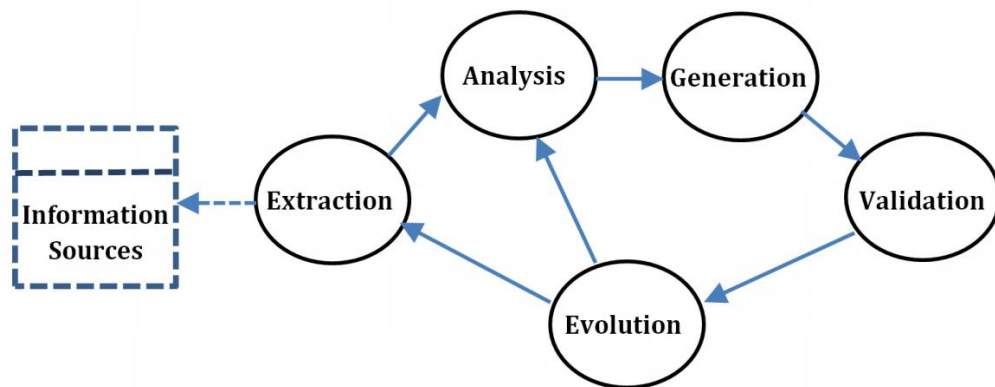 Analysis
Generation
Extraction
Validation
Information
Sources
Evolution